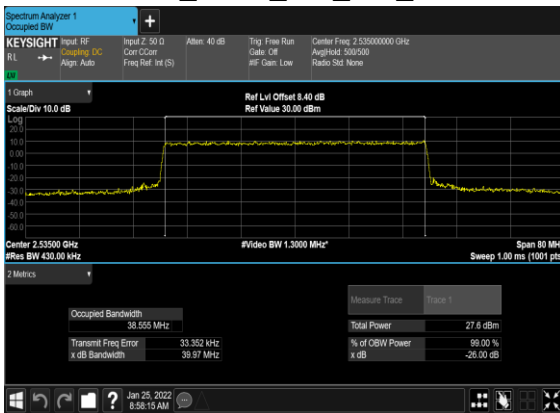 Spectrum Analyzer 1
Occupied BW
+
KEYSIGHT
RL
Input: RF
Coupling: DC
Align: Auto
Input Z: 50 Ω
Corr CCorr
Freq Ref: Int (S)
Atten: 40 dB
Trig: Free Run
Gate: Off
#IF Gain: Low
Center Freq: 2.535000000 GHz
Avg|Hold: 500/500
Radio Std: None
LV
1 Graph
Scale/Div 10.0 dB
Ref Lvl Offset 8.40 dB
Ref Value 30.00 dBm
Log
20.0
10.0
0.00
-10.0
-20.0
-30.0
-40.0
-50.0
-60.0
Center 2.53500 GHz
#Res BW 430.00 kHz
#Video BW 1.3000 MHz*
Span 80 MH
Sweep 1.00 ms (1001 pts
2 Metrics
Measure Trace
Trace 1
Occupied Bandwidth
38.555 MHz
Total Power
27.6 dBm
Transmit Freq Error
33.352 kHz
% of OBW Power
99.00 %
x dB Bandwidth
39.97 MHz
x dB
-26.00 dB
?
Jan 25, 2022
8:58:15 AM